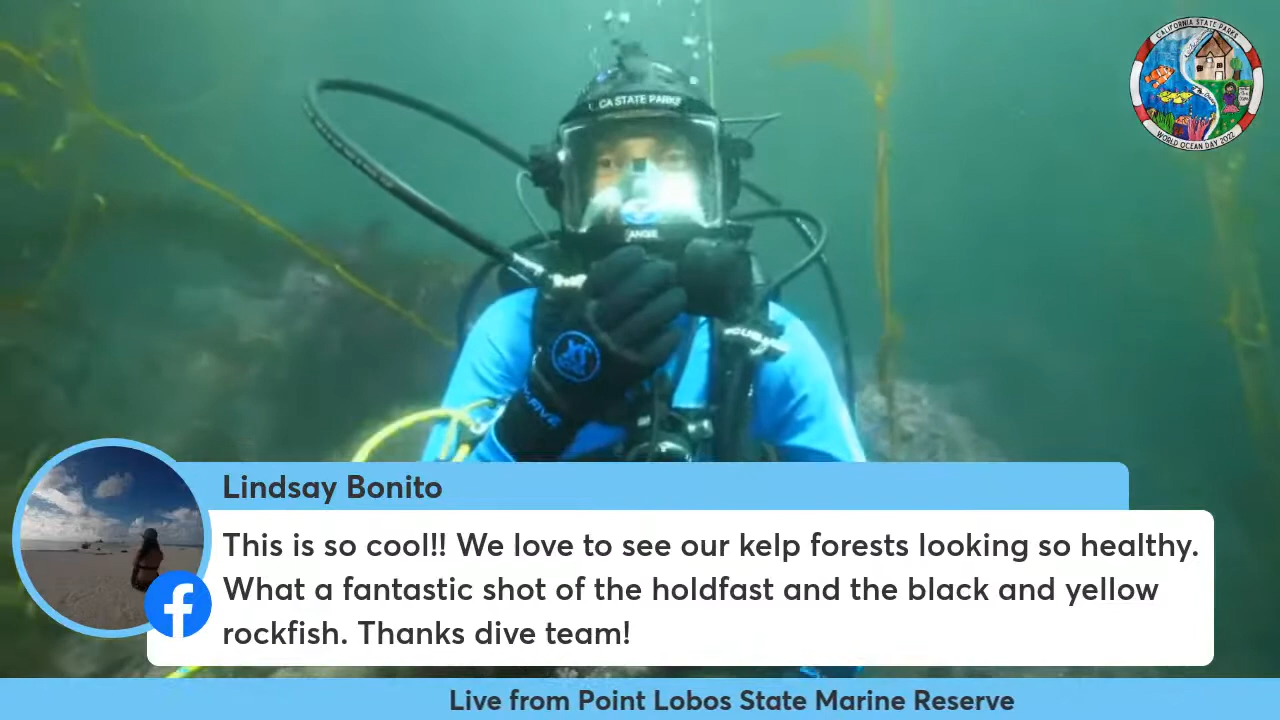 CALIFORNIA STATE PARKS
WORLD OCEAN DAY 2022
CA STATE PARKS
Lindsay Bonito
This is so cool!! We love to see our kelp forests looking so healthy.
What a fantastic shot of the holdfast and the black and yellow
rockfish. Thanks dive team!
Live from Point Lobos State Marine Reserve